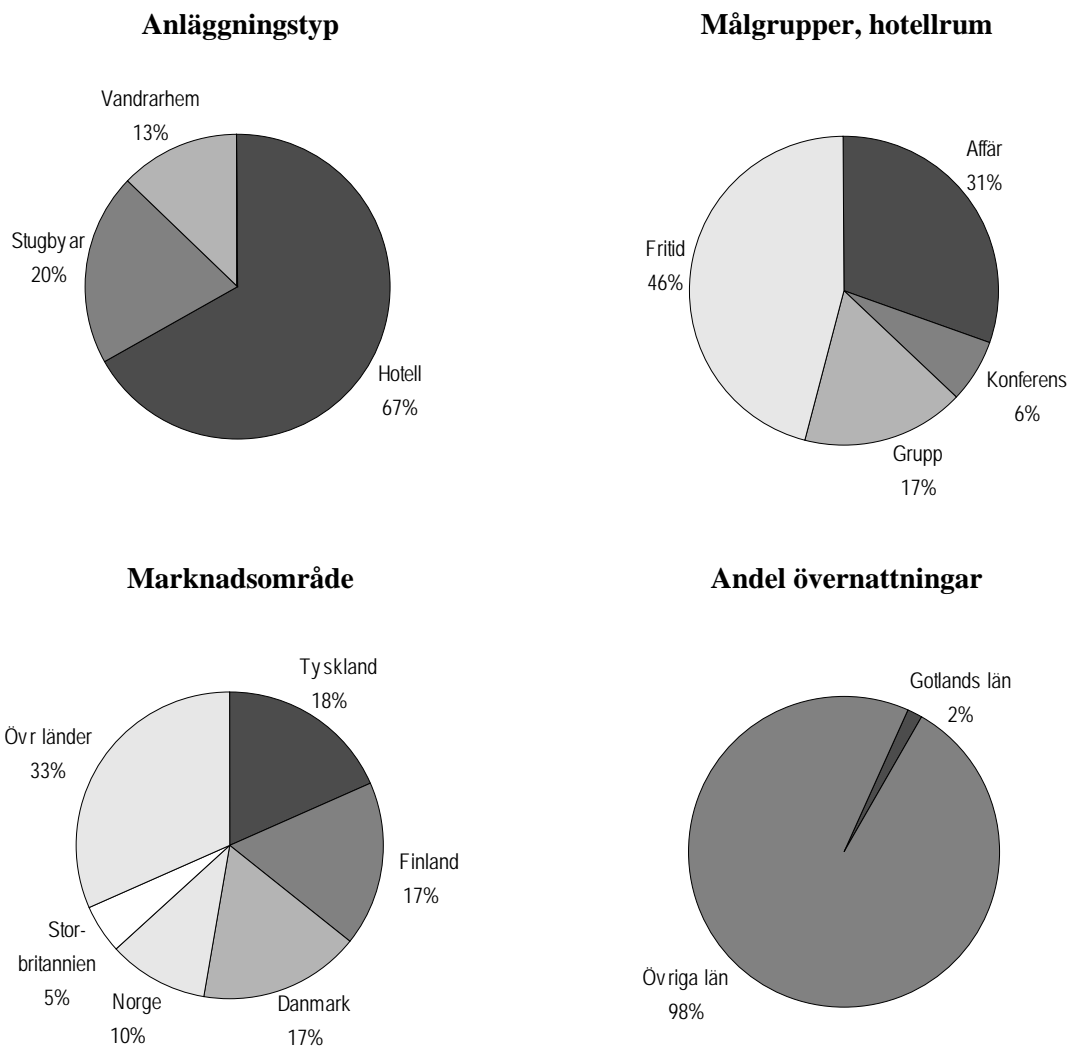 Anläggningstyp
Vandrarhem
13%
Stugbyar
20%
Hotell
67%
Målgrupper, hotellrum
Affär
31%
Fritid
46%
Konferens
6%
Grupp
17%
Marknadsområde
Tyskland
18%
Övr länder
33%
Finland
17%
Stor-
britannien
5%
Norge
10%
Danmark
17%
Andel övernattningar
Gotlands län
2%
Övriga län
98%